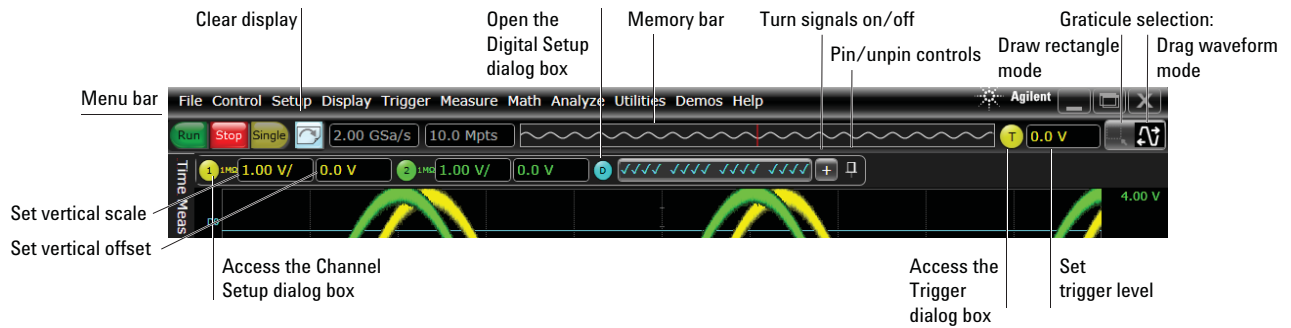 Clear display
Open the
Digital Setup
dialog box
Memory bar
Turn signals on/off
Pin/unpin controls
Graticule selection:
Draw rectangle
mode
Drag waveform
mode
Menu bar
File Control Setup Display Trigger Measure Math Analyze Utilities Demos Help
Agilent
Run Stop Single 2.00 GSa/s 10.0 Mpts T 0.0 V
1 1MΩ 1.00 V/ 0.0 V 2 1MΩ 1.00 V/ 0.0 V D ✓✓✓✓ ✓✓✓✓ ✓✓✓✓ ✓✓✓✓ +
Time Meas
4.00 V
Set vertical scale
Set vertical offset
Access the Channel
Setup dialog box
Access the
Trigger
dialog box
Set
trigger level